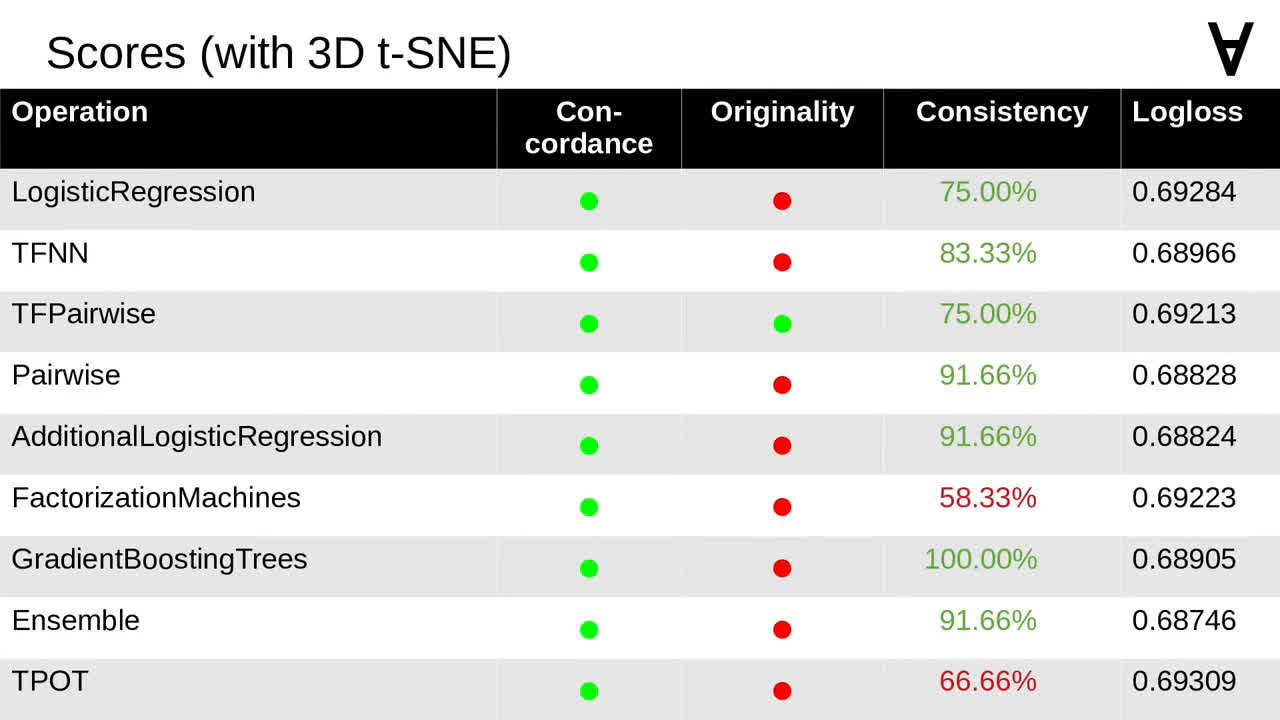 Scores (with 3D t-SNE)
∀
Operation Con-cordance Originality Consistency Logloss
LogisticRegression 75.00% 0.69284
TFNN 83.33% 0.68966
TFPairwise 75.00% 0.69213
Pairwise 91.66% 0.68828
AdditionalLogisticRegression 91.66% 0.68824
FactorizationMachines 58.33% 0.69223
GradientBoostingTrees 100.00% 0.68905
Ensemble 91.66% 0.68746
TPOT 66.66% 0.69309